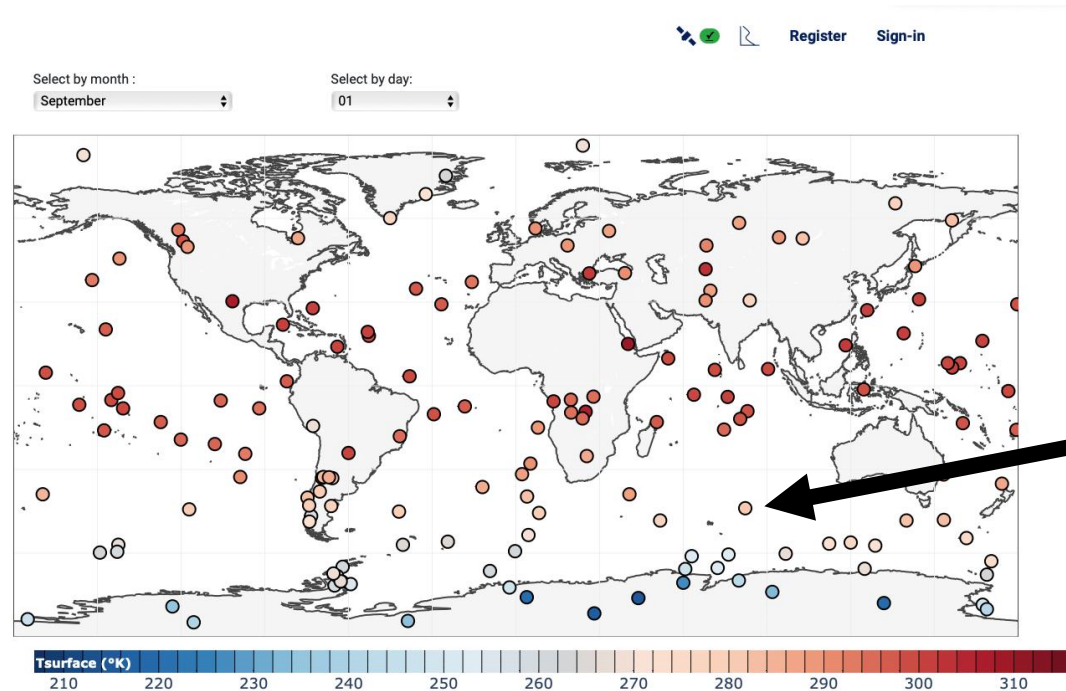 Register Sign-in
Select by month : Select by day:
September 01
Tsurface (°K)
210 220 230 240 250 260 270 280 290 300 310